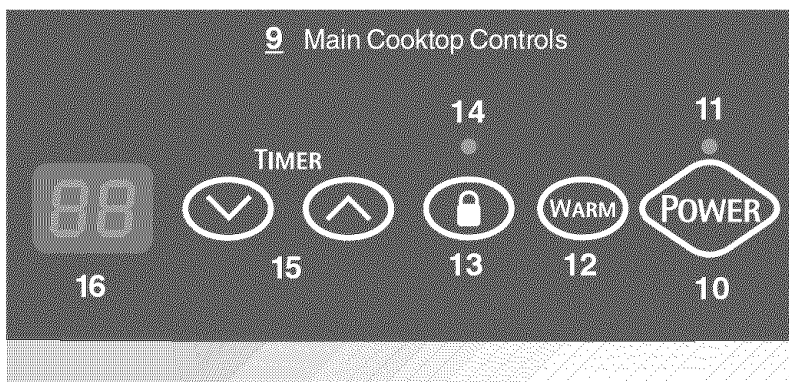 9 Main Cooktop Controls
14 11
TIMER
88 WARM POWER
16 15 13 12 10